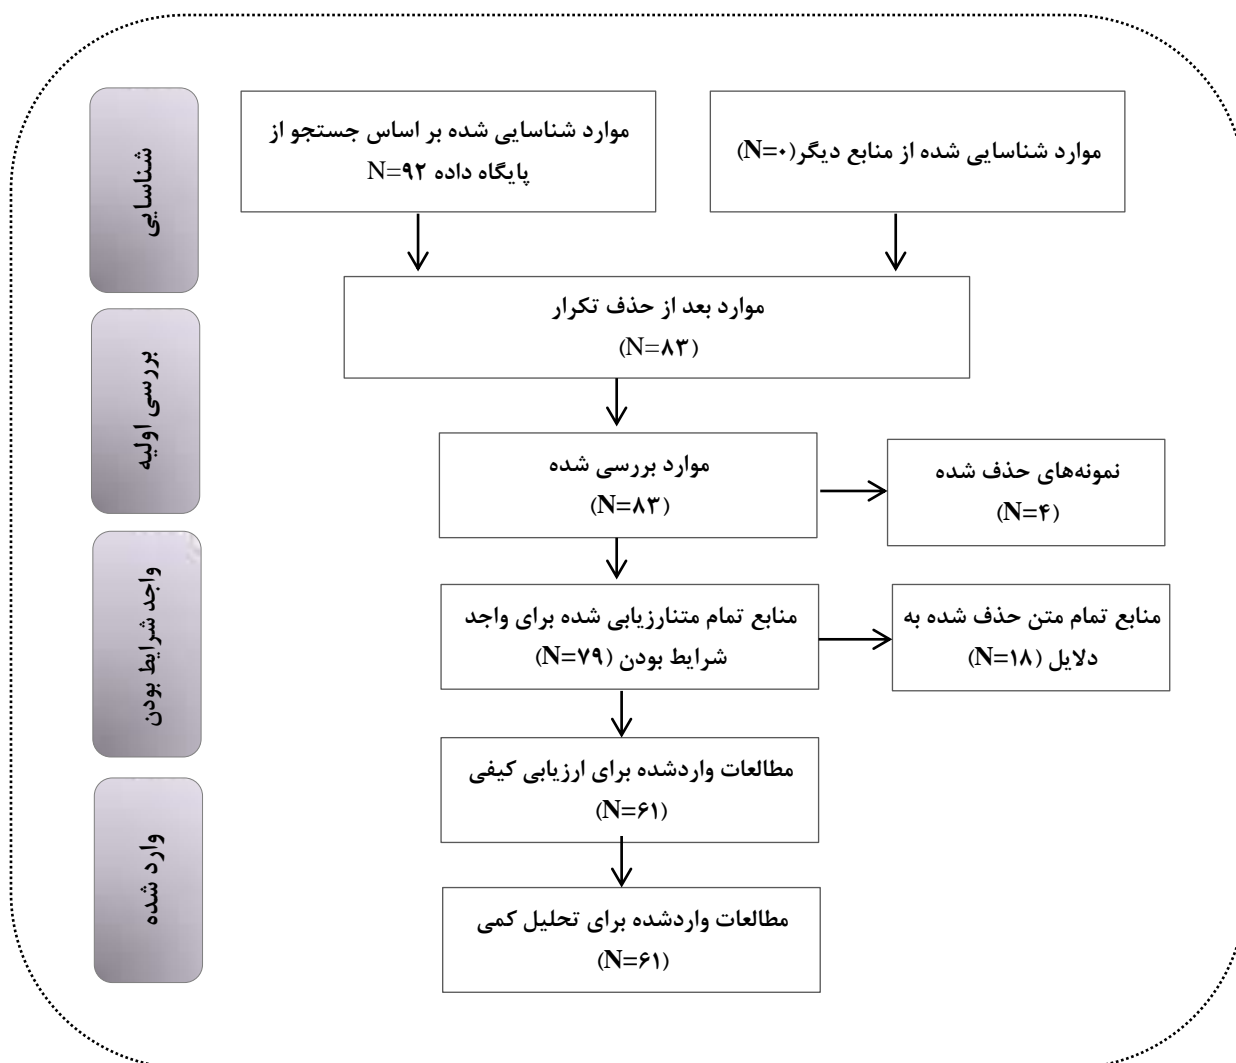 شناسایی
موارد شناسایی شده بر اساس جستجو از
پایگاه داده N=۹۲
موارد شناسایی شده از منابع دیگر(N=۰)
موارد بعد از حذف تکرار
(N=۸۳)
بررسی اولیه
موارد بررسی شده
(N=۸۳)
نمونه‌های حذف شده
(N=۴)
واجد شرایط بودن
منابع تمام متنارزیابی شده برای واجد
شرایط بودن (N=۷۹)
منابع تمام متن حذف شده به
دلایل (N=۱۸)
مطالعات واردشده برای ارزیابی کیفی
(N=۶۱)
وارد شده
مطالعات واردشده برای تحلیل کمی
(N=۶۱)